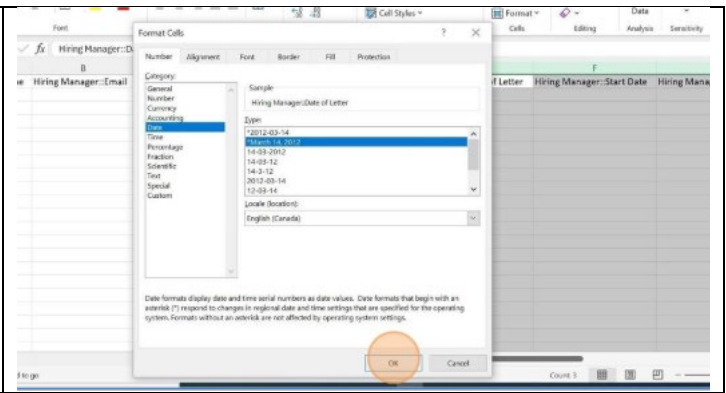 Cell Styles
Format
Data
Font
Cells
Editing
Analysis
Sensitivity
Format Cells
? ×
fx Hiring Manager::D
Number Alignment Font Border Fill Protection
B
F
Hiring Manager::Email
of Letter
Hiring Manager::Start Date
Hiring Mana
Category:
General
Number
Currency
Accounting
Date
Time
Percentage
Fraction
Scientific
Text
Special
Custom
Sample
Hiring Manager::Date of Letter
Type:
*2012-03-14
*March 14, 2012
14-03-2012
14-03-12
14-3-12
2012-03-14
12-03-14
Locale (location):
English (Canada)
Date formats display date and time serial numbers as date values. Date formats that begin with an
asterisk (*) respond to changes in regional date and time settings that are specified for the operating
system. Formats without an asterisk are not affected by operating system settings.
OK
Cancel
d to go
Count: 3